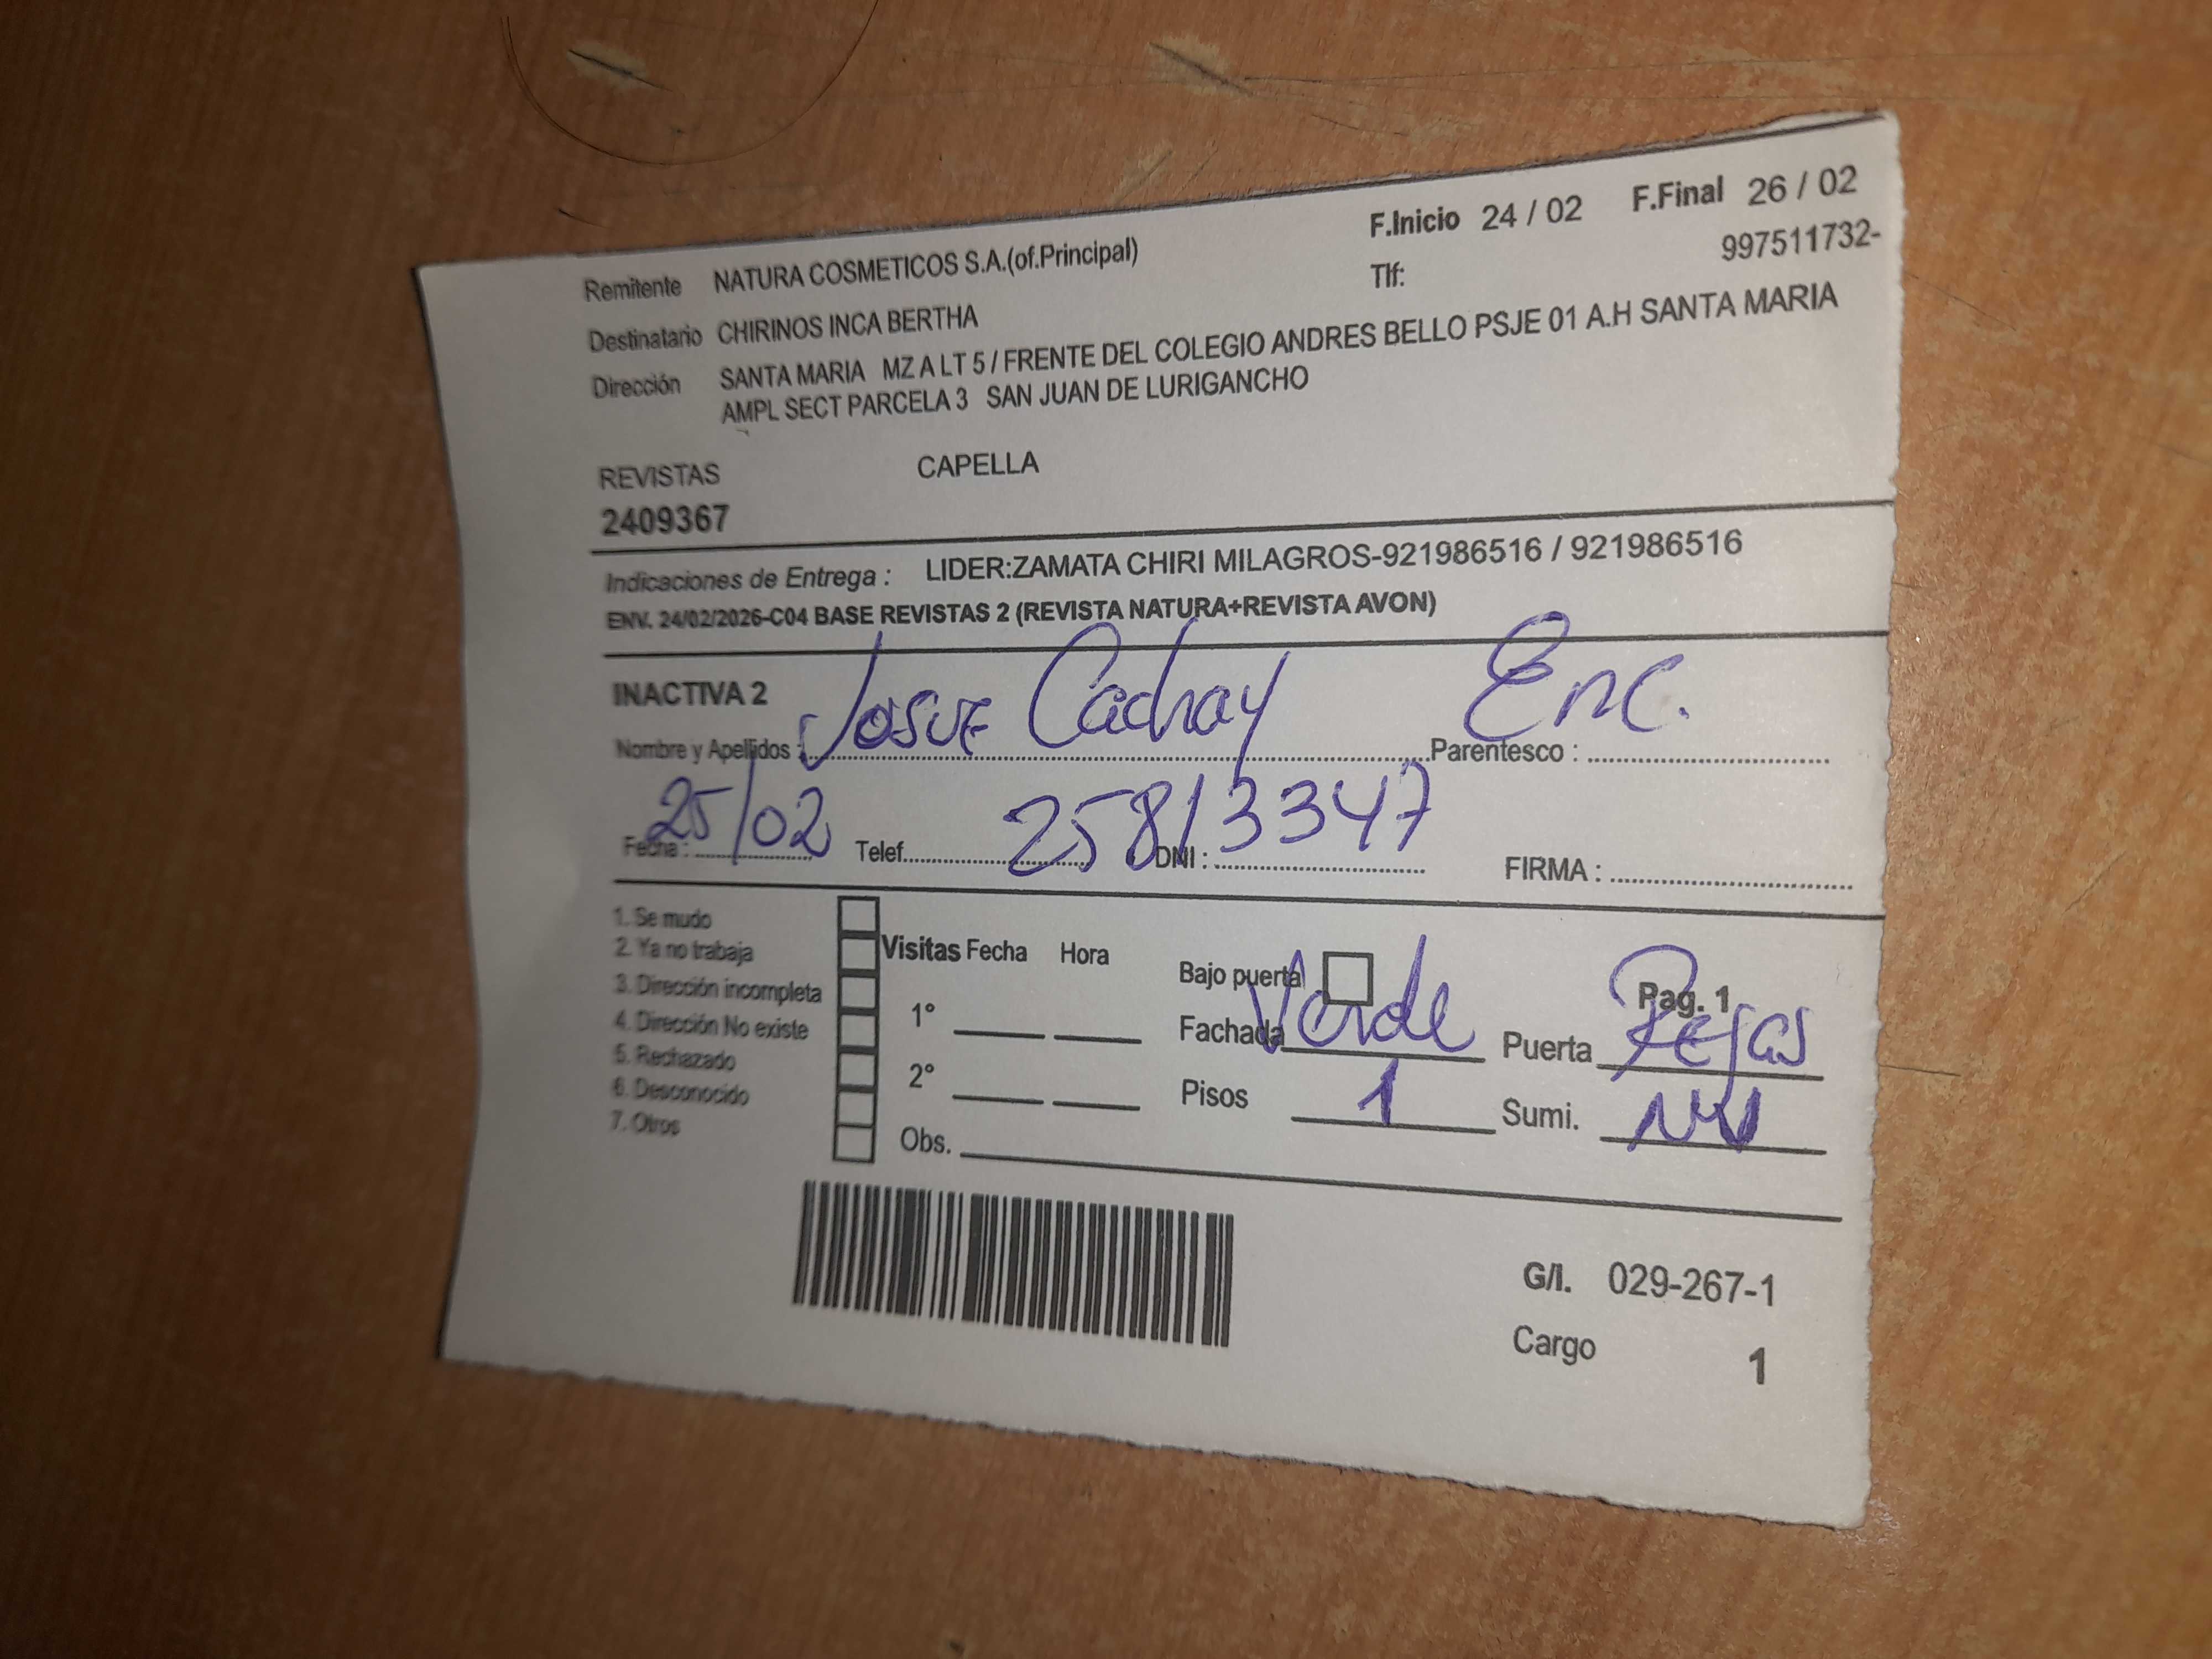 F.Inicio 24 / 02 F.Final 26 / 02
Remitente NATURA COSMETICOS S.A.(of.Principal) Tlf: 997511732-
Destinatario CHIRINOS INCA BERTHA
Dirección SANTA MARIA MZ A LT 5 / FRENTE DEL COLEGIO ANDRES BELLO PSJE 01 A.H SANTA MARIA
AMPL SECT PARCELA 3 SAN JUAN DE LURIGANCHO
REVISTAS CAPELLA
2409367
Indicaciones de Entrega : LIDER:ZAMATA CHIRI MILAGROS-921986516 / 921986516
ENV. 24/02/2026-C04 BASE REVISTAS 2 (REVISTA NATURA+REVISTA AVON)
INACTIVA 2
Nombre y Apellidos : Josue Cachay Parentesco : Enc.
Fecha : 25/02 Telef. DNI : 25813347 FIRMA :
1. Se mudo
2. Ya no trabaja
3. Dirección incompleta
4. Dirección No existe
5. Rechazado
6. Desconocido
7. Otros
Visitas Fecha Hora
1°
2°
Obs.
Bajo puerta Pag. 1
Fachada Verde Puerta Rejas
Pisos 1 Sumi.
G/I. 029-267-1
Cargo 1